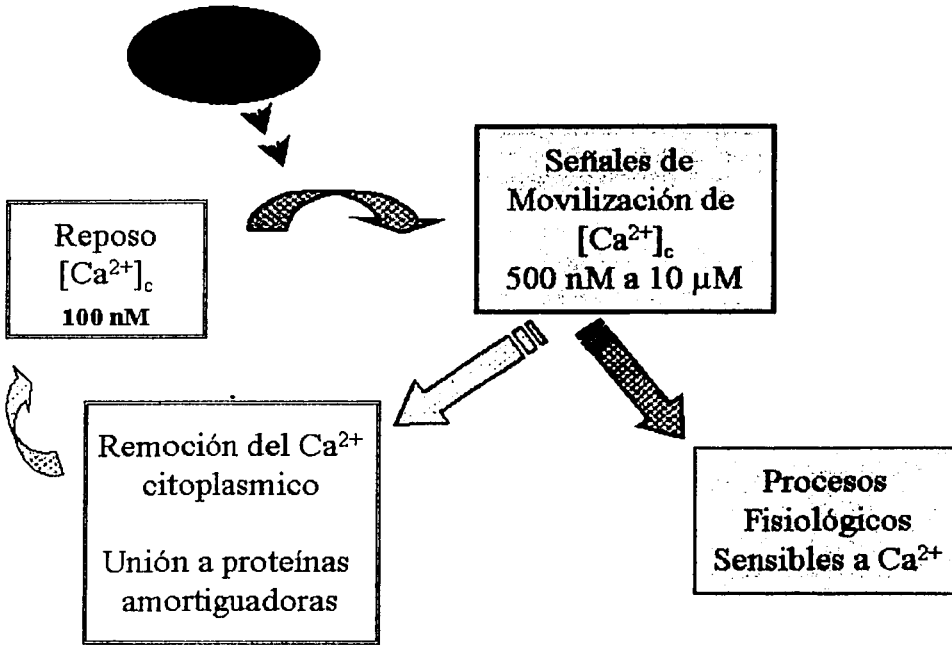 Señales de
Movilización de
[Ca²⁺]c
500 nM a 10 µM
Reposo
[Ca²⁺]c
100 nM
Remoción del Ca²⁺
citoplasmico
Unión a proteínas
amortiguadoras
Procesos
Fisiológicos
Sensibles a Ca²⁺